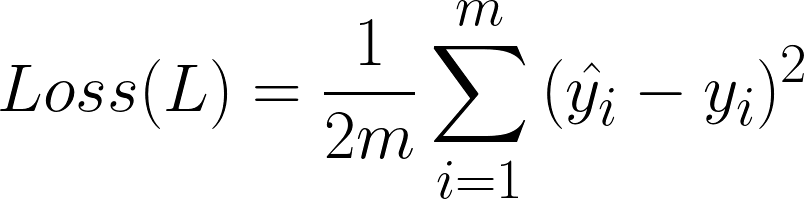 Loss(L) = \frac{1}{2m} \sum_{i=1}^{m} (\hat{y_i} - y_i)^2